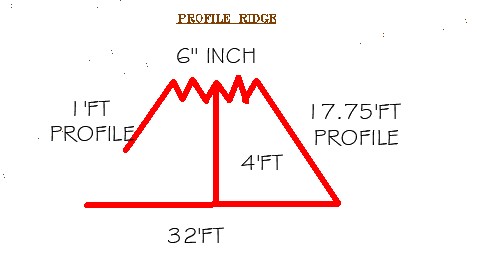 PROFILE RIDGE
6" INCH
1'FT
PROFILE
17.75'FT
PROFILE
4'FT
32'FT